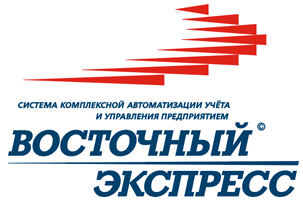 СИСТЕМА КОМПЛЕКСНОЙ АВТОМАТИЗАЦИИ УЧЁТА
И УПРАВЛЕНИЯ ПРЕДПРИЯТИЕМ
ВОСТОЧНЫЙ ©
ЭКСПРЕСС